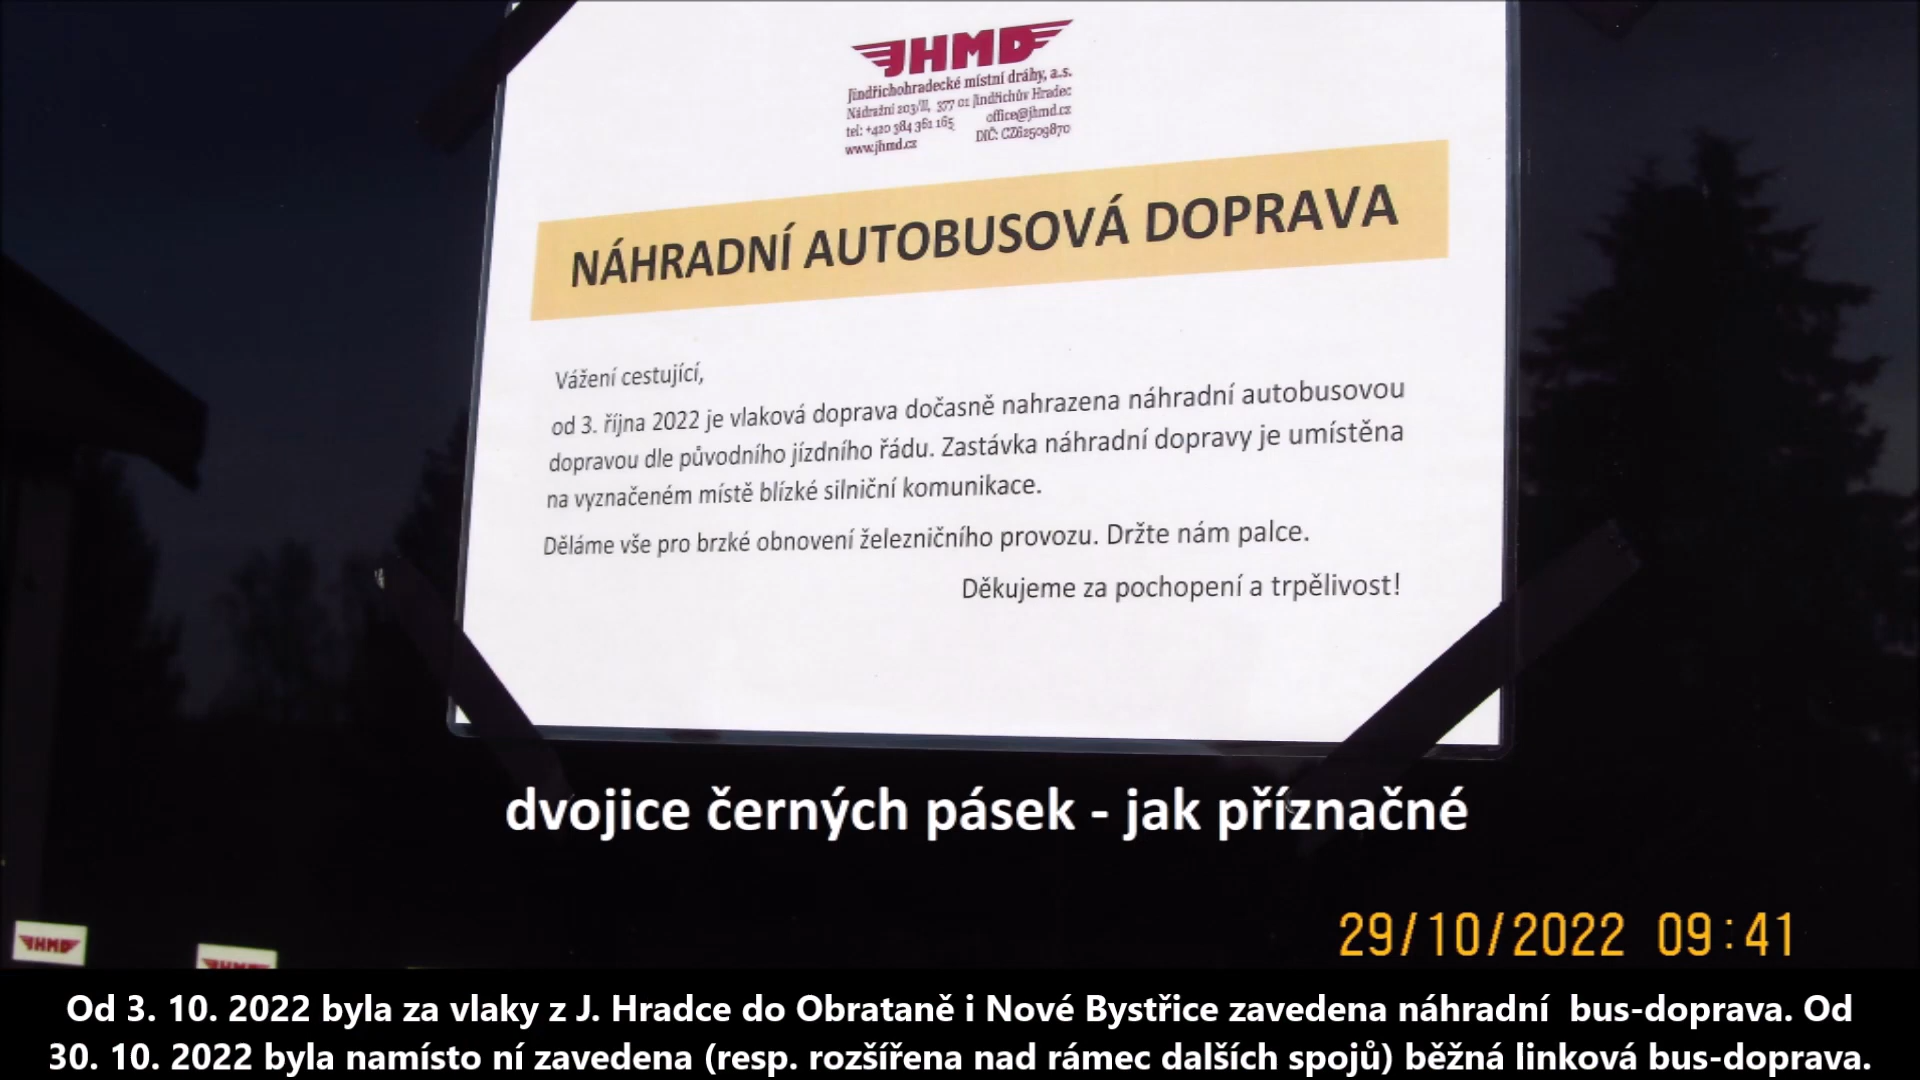 JHMD
Jindřichohradecké místní dráhy, a.s.
Nádražní 203/II, 377 01 Jindřichův Hradec
tel: +420 384 361 165 office@jhmd.cz
www.jhmd.cz DIČ: CZ62509870
NÁHRADNÍ AUTOBUSOVÁ DOPRAVA
Vážení cestující,
od 3. října 2022 je vlaková doprava dočasně nahrazena náhradní autobusovou
dopravou dle původního jízdního řádu. Zastávka náhradní dopravy je umístěna
na vyznačeném místě blízké silniční komunikace.
Děláme vše pro brzké obnovení železničního provozu. Držte nám palce.
Děkujeme za pochopení a trpělivost!
dvojice černých pásek - jak příznačné
29/10/2022 09:41
JHMD
JHMD
Od 3. 10. 2022 byla za vlaky z J. Hradce do Obrataně i Nové Bystřice zavedena náhradní  bus-doprava. Od
30. 10. 2022 byla namísto ní zavedena (resp. rozšířena nad rámec dalších spojů) běžná linková bus-doprava.